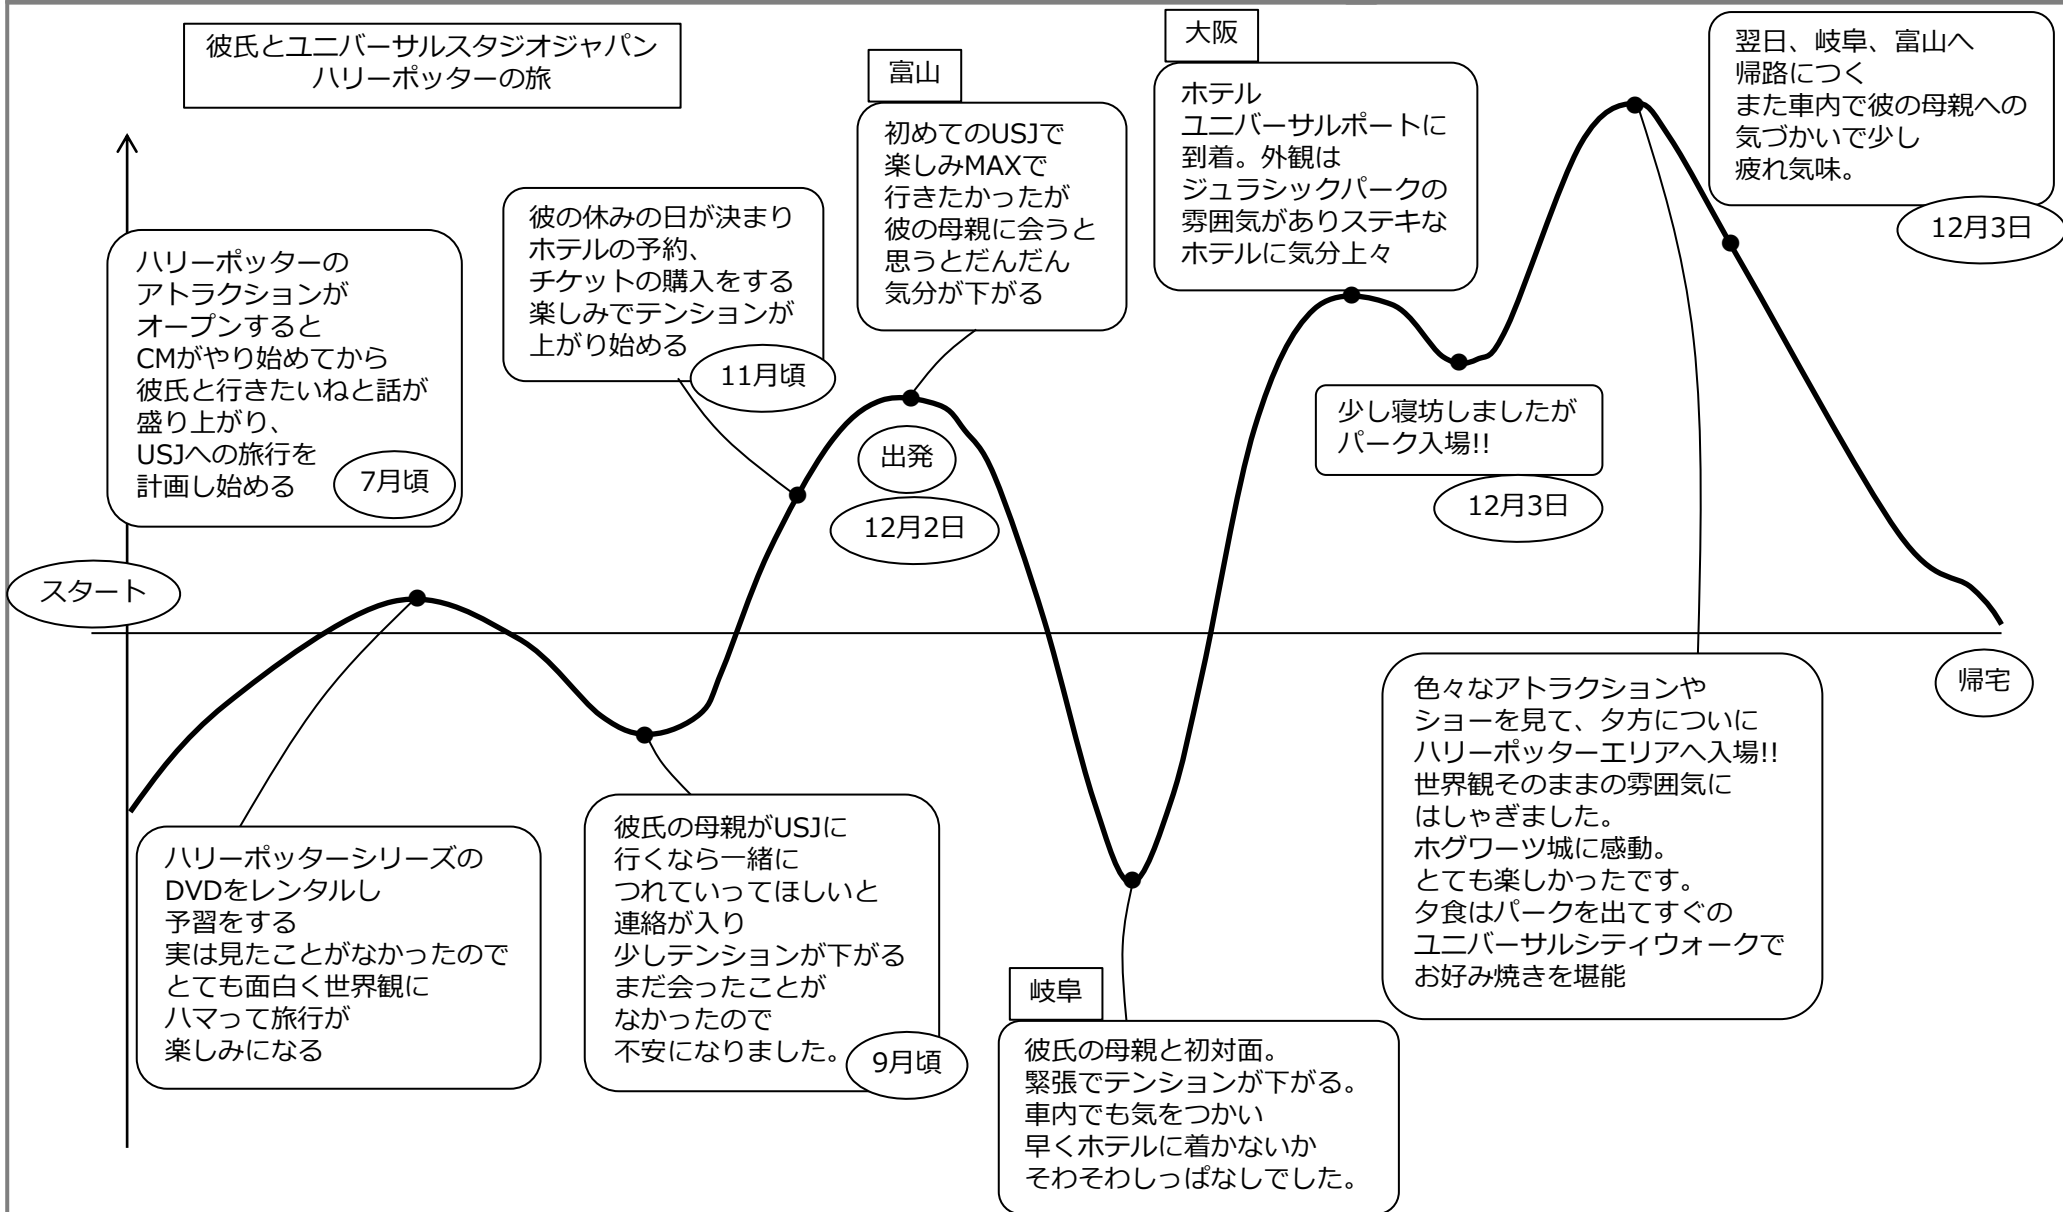 彼氏とユニバーサルスタジオジャパン
ハリーポッターの旅
スタート
ハリーポッターの
アトラクションが
オープンすると
CMがやり始めてから
彼氏と行きたいねと話が
盛り上がり、
USJへの旅行を
計画し始める
7月頃
ハリーポッターシリーズの
DVDをレンタルし
予習をする
実は見たことがなかったので
とても面白く世界観に
ハマって旅行が
楽しみになる
彼氏の母親がUSJに
行くなら一緒に
つれていってほしいと
連絡が入り
少しテンションが下がる
まだ会ったことが
なかったので
不安になりました。
9月頃
彼の休みの日が決まり
ホテルの予約、
チケットの購入をする
楽しみでテンションが
上がり始める
11月頃
富山
初めてのUSJで
楽しみMAXで
行きたかったが
彼の母親に会うと
思うとだんだん
気分が下がる
出発
12月2日
岐阜
彼氏の母親と初対面。
緊張でテンションが下がる。
車内でも気をつかい
早くホテルに着かないか
そわそわしっぱなしでした。
大阪
ホテル
ユニバーサルポートに
到着。外観は
ジュラシックパークの
雰囲気がありステキな
ホテルに気分上々
少し寝坊しましたが
パーク入場!!
12月3日
色々なアトラクションや
ショーを見て、夕方についに
ハリーポッターエリアへ入場!!
世界観そのままの雰囲気に
はしゃぎました。
ホグワーツ城に感動。
とても楽しかったです。
夕食はパークを出てすぐの
ユニバーサルシティウォークで
お好み焼きを堪能
翌日、岐阜、富山へ
帰路につく
また車内で彼の母親への
気づかいで少し
疲れ気味。
12月3日
帰宅